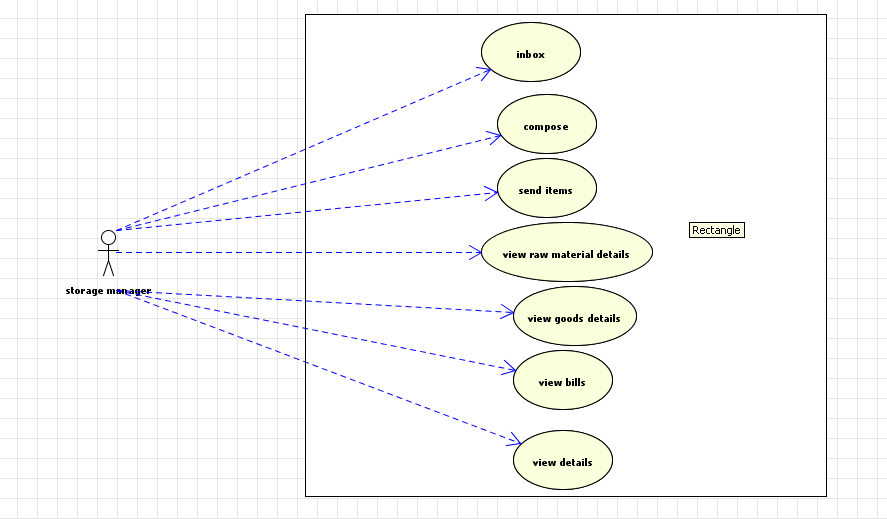 inbox
compose
send items
Rectangle
view raw material details
storage manager
view goods details
view bills
view details